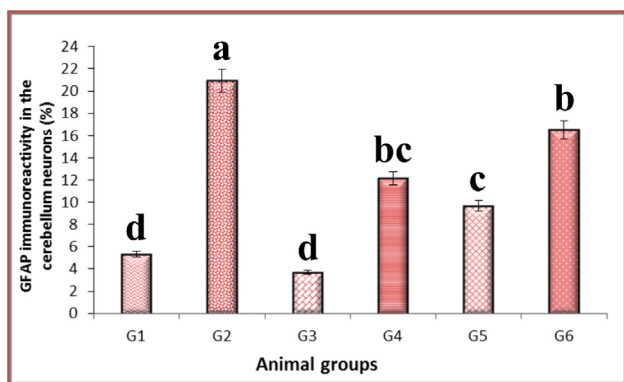 GFAP immunoreactivity in the
cerebellum neurons (%)
24
22
20
18
16
14
12
10
8
6
4
2
0
d
a
d
bc
c
b
G1 G2 G3 G4 G5 G6
Animal groups